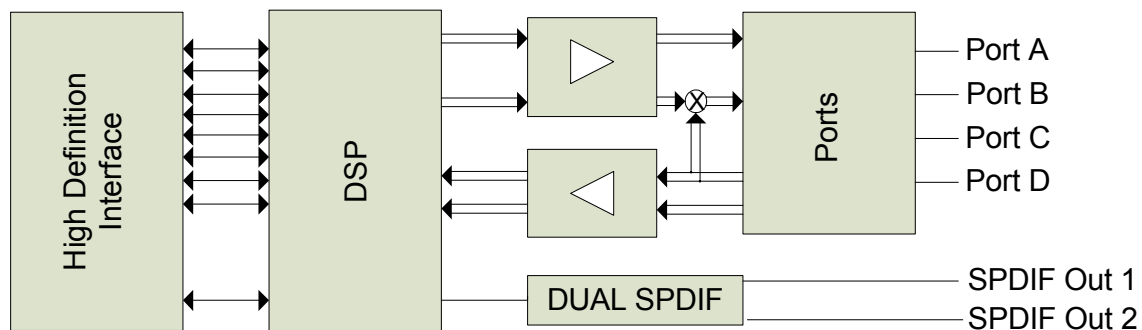 High Definition
Interface
DSP
Ports
Port A
Port B
Port C
Port D
DUAL SPDIF
SPDIF Out 1
SPDIF Out 2